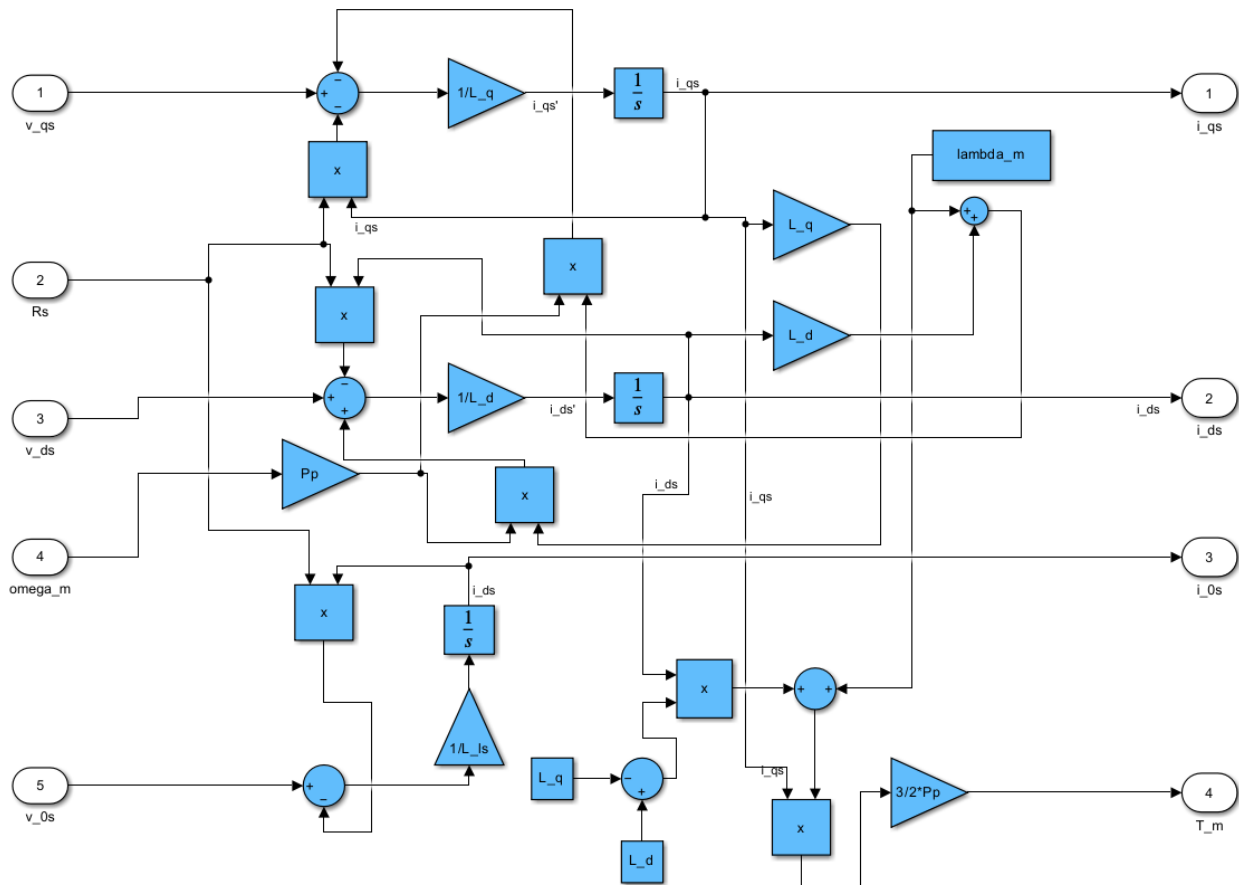 1
v_qs
1/L_q
i_qs'
1
s
i_qs
1
i_qs
x
i_qs
lambda_m
L_q
2
Rs
x
x
L_d
3
v_ds
1/L_d
i_ds'
1
s
i_ds
2
i_ds
Pp
x
i_ds
i_qs
4
omega_m
x
i_ds
1
s
3
i_0s
x
1/L_ls
5
v_0s
L_q
L_d
i_qs
x
3/2*Pp
4
T_m